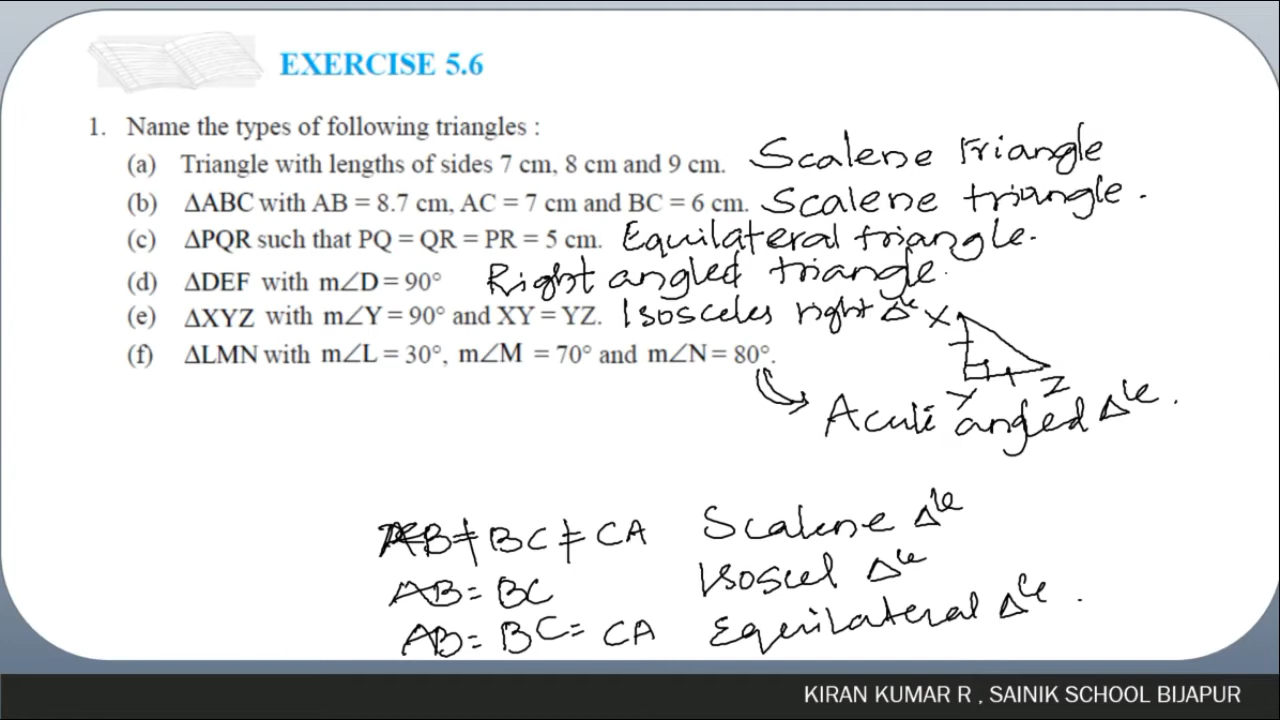 EXERCISE 5.6
1. Name the types of following triangles :
(a) Triangle with lengths of sides 7 cm, 8 cm and 9 cm. Scalene triangle
(b) ΔABC with AB = 8.7 cm, AC = 7 cm and BC = 6 cm. Scalene triangle.
(c) ΔPQR such that PQ = QR = PR = 5 cm. Equilateral triangle.
(d) ΔDEF with m∠D = 90° Right angled triangle.
(e) ΔXYZ with m∠Y = 90° and XY = YZ. Isosceles right Δle X
(f) ΔLMN with m∠L = 30°, m∠M = 70° and m∠N = 80°.
Y Z
Acute angled Δle.
AB ≠ BC ≠ CA Scalene Δle
AB = BC Isoscel Δle
AB = BC = CA Equilateral Δle.
KIRAN KUMAR R , SAINIK SCHOOL BIJAPUR